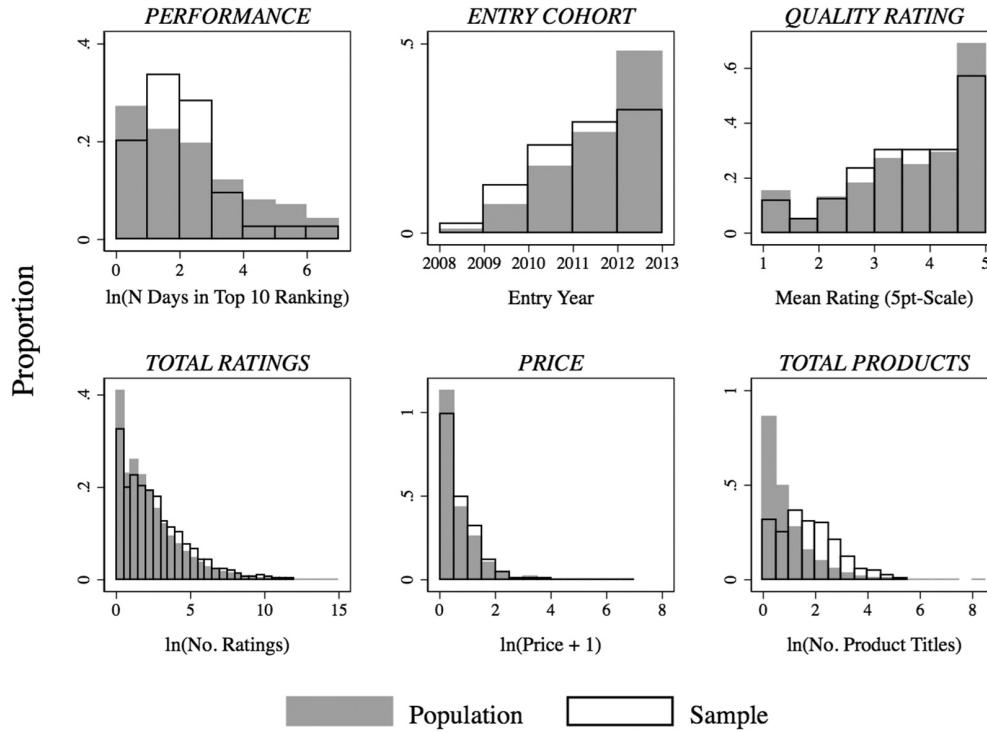 PERFORMANCE
.4
.2
0
0 2 4 6
ln(N Days in Top 10 Ranking)
ENTRY COHORT
.5
0
2008 2009 2010 2011 2012 2013
Entry Year
QUALITY RATING
.6
.4
.2
0
1 2 3 4 5
Mean Rating (5pt-Scale)
Proportion
TOTAL RATINGS
.4
.2
0
0 5 10 15
ln(No. Ratings)
PRICE
1
.5
0
0 2 4 6 8
ln(Price + 1)
TOTAL PRODUCTS
1
.5
0
0 2 4 6 8
ln(No. Product Titles)
Population Sample